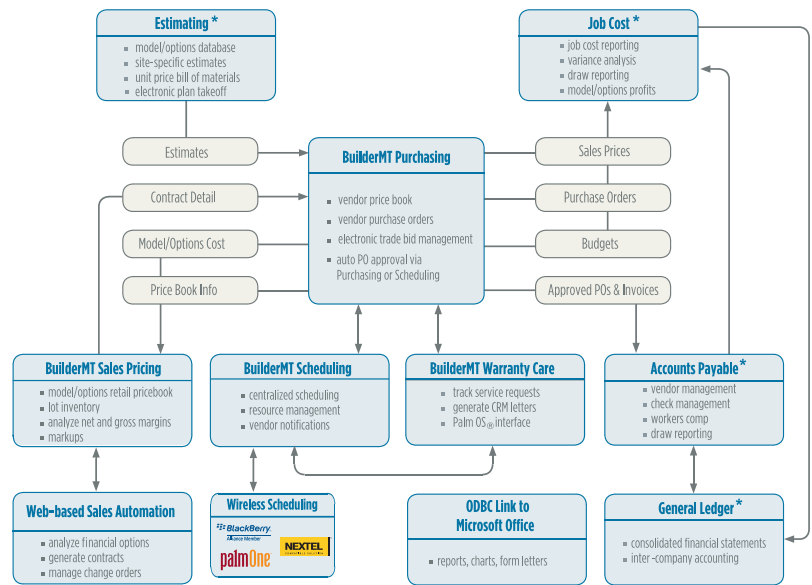 Estimating *
▪ model/options database
▪ site-specific estimates
▪ unit price bill of materials
▪ electronic plan takeoff
Job Cost *
▪ job cost reporting
▪ variance analysis
▪ draw reporting
▪ model/options profits
Estimates
Contract Detail
Model/Options Cost
Price Book Info
BuilderMT Purchasing
▪ vendor price book
▪ vendor purchase orders
▪ electronic trade bid management
▪ auto PO approval via
Purchasing or Scheduling
Sales Prices
Purchase Orders
Budgets
Approved POs & Invoices
BuilderMT Sales Pricing
▪ model/options retail pricebook
▪ lot inventory
▪ analyze net and gross margins
▪ markups
BuilderMT Scheduling
▪ centralized scheduling
▪ resource management
▪ vendor notifications
BuilderMT Warranty Care
▪ track service requests
▪ generate CRM letters
▪ Palm OS® interface
Accounts Payable *
▪ vendor management
▪ check management
▪ workers comp
▪ draw reporting
Web-based Sales Automation
▪ analyze financial options
▪ generate contracts
▪ manage change orders
Wireless Scheduling
BlackBerry
Alliance Member
palmOne
NEXTEL
ODBC Link to
Microsoft Office
▪ reports, charts, form letters
General Ledger *
▪ consolidated financial statements
▪ inter-company accounting